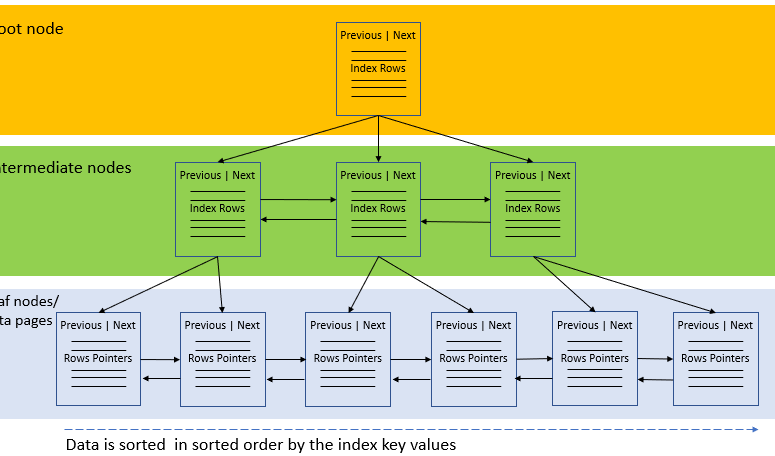 oot node
Previous | Next
Index Rows
ntermediate nodes
Previous | Next
Index Rows
Previous | Next
Index Rows
Previous | Next
Index Rows
af nodes/
ta pages
Previous | Next
Rows Pointers
Previous | Next
Rows Pointers
Previous | Next
Rows Pointers
Previous | Next
Rows Pointers
Previous | Next
Rows Pointers
Previous | Next
Rows Pointers
Data is sorted  in sorted order by the index key values